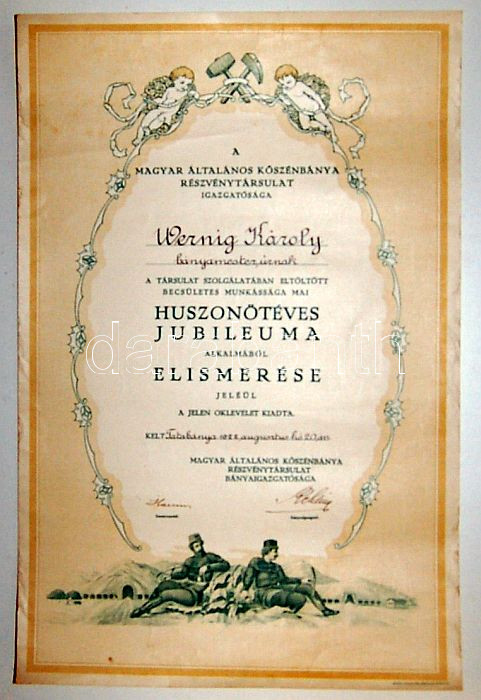 A
MAGYAR ÁLTALÁNOS KŐSZÉNBÁNYA
RÉSZVÉNYTÁRSULAT
IGAZGATÓSÁGA
Wernig Károly
bányamester úrnak
A TÁRSULAT SZOLGÁLATÁBAN ELTÖLTÖTT
BECSÜLETES MUNKÁSSÁGA MAI
HUSZONÖTÉVES
JUBILEUMA
ALKALMÁBÓL
ELISMERÉSE
JELÉÜL
A JELEN OKLEVELET KIADTA.
KELT Tatabánya augusztus hó 20.án
MAGYAR ÁLTALÁNOS KŐSZÉNBÁNYA
RÉSZVÉNYTÁRSULAT
BÁNYAIGAZGATÓSÁGA